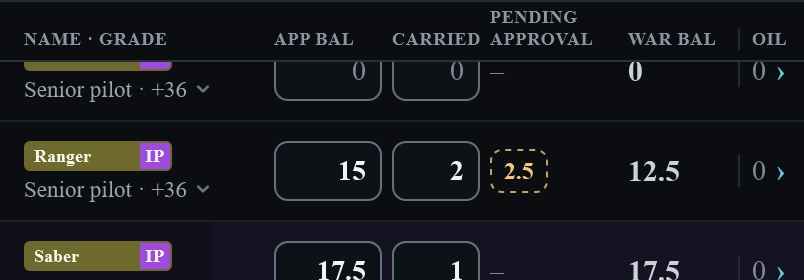 NAME · GRADE APP BAL CARRIED PENDING APPROVAL WAR BAL OIL
0 0 – 0 0 ›
Senior pilot · +36
Ranger IP 15 2 2.5 12.5 0 ›
Senior pilot · +36
Saber IP 17.5 1 – 17.5 0 ›